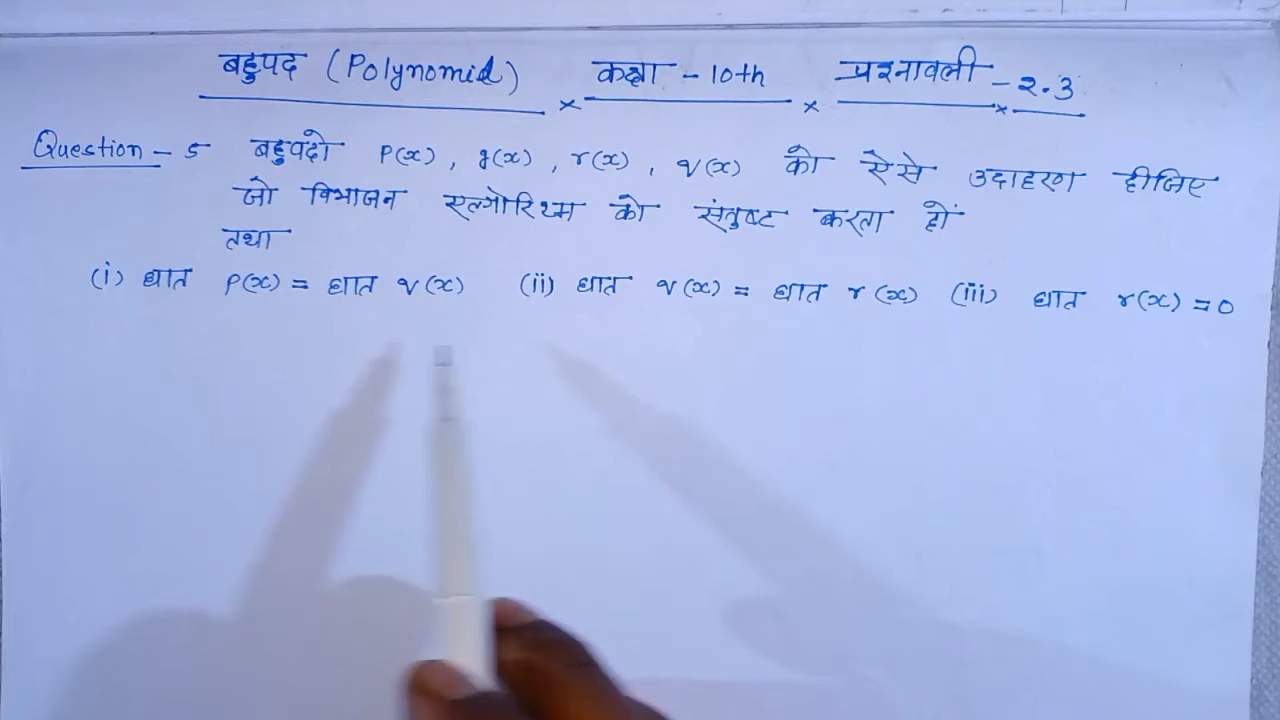 बहुपद (Polynomial) × कक्षा - 10th × प्रश्नावली - 2.3
Question - 5 बहुपदो P(x), g(x), r(x), q(x) को ऐसे उदाहरण दीजिए
जो विभाजन एल्गोरिथ्म को संतुष्ट करता हों
तथा
(i) घात P(x) = घात q(x) (ii) घात q(x) = घात r(x) (iii) घात r(x) = 0